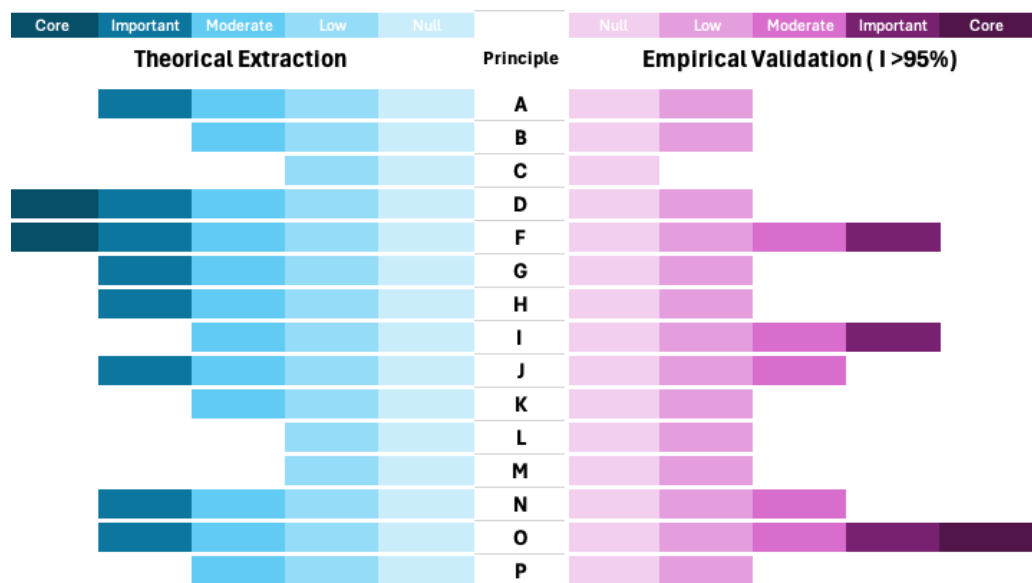 Core Important Moderate Low Null Null Low Moderate Important Core
Theorical Extraction Principle Empirical Validation ( I >95%)
A
B
C
D
F
G
H
I
J
K
L
M
N
O
P